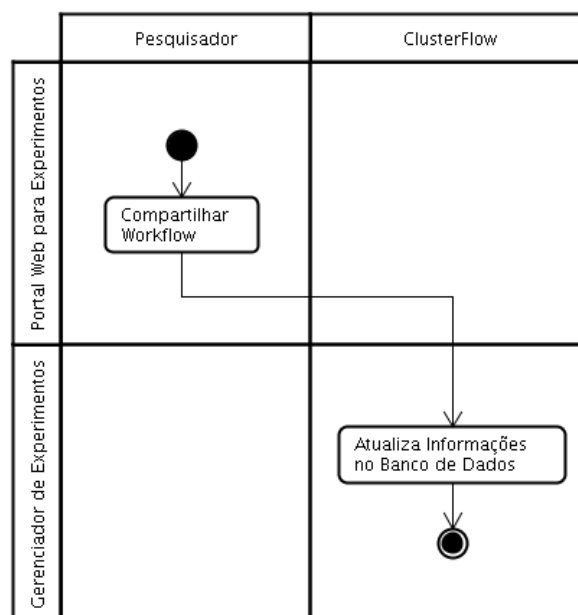 Pesquisador
ClusterFlow
Portal Web para Experimentos
Compartilhar
Workflow
Gerenciador de Experimentos
Atualiza Informações
no Banco de Dados